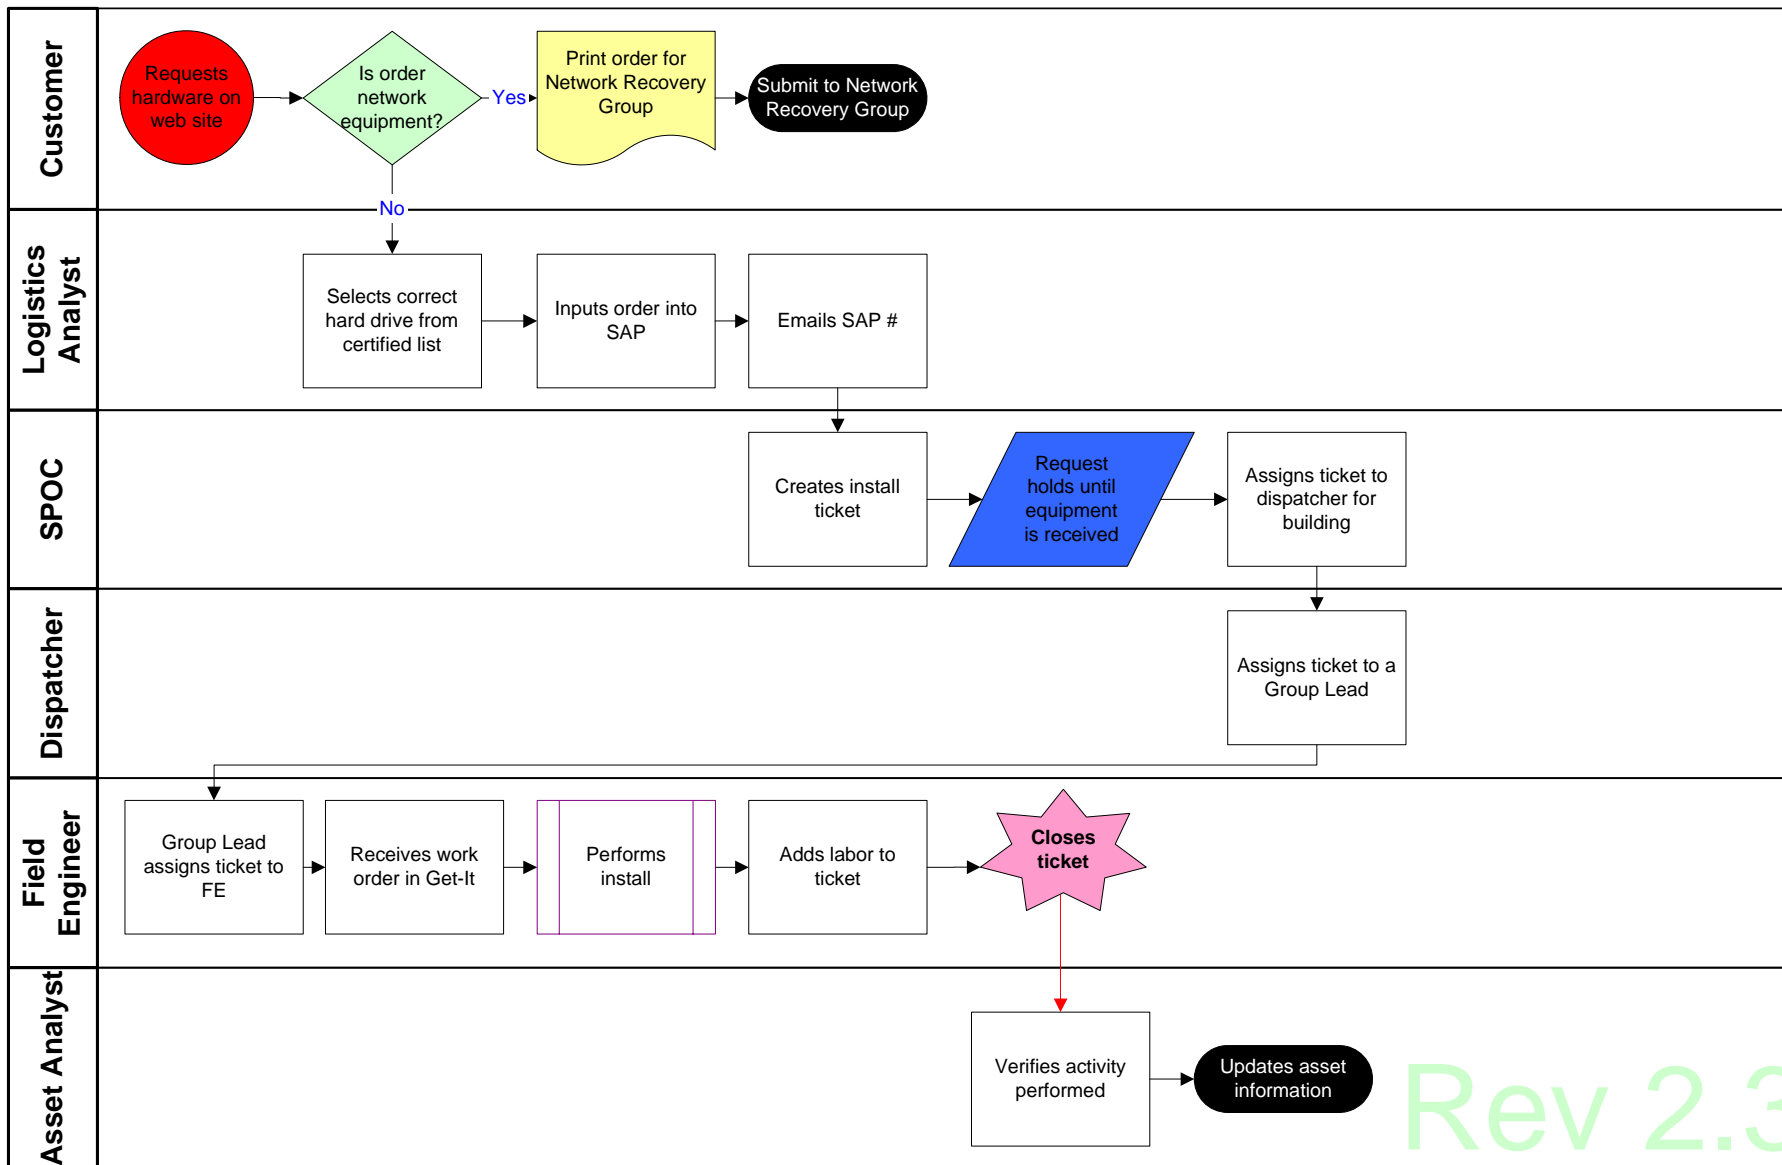 Customer
Requests
hardware on
web site
Is order
network
equipment?
Yes
Print order for
Network Recovery
Group
Submit to Network
Recovery Group
No
Logistics
Analyst
Selects correct
hard drive from
certified list
Inputs order into
SAP
Emails SAP #
SPOC
Creates install
ticket
Request
holds until
equipment
is received
Assigns ticket to
dispatcher for
building
Dispatcher
Assigns ticket to a
Group Lead
Field
Engineer
Group Lead
assigns ticket to
FE
Receives work
order in Get-It
Performs
install
Adds labor to
ticket
Closes
ticket
Asset Analyst
Verifies activity
performed
Updates asset
information
Rev 2.3